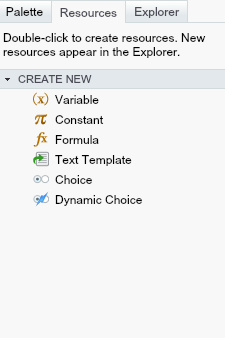 Palette Resources Explorer
Double-click to create resources. New
resources appear in the Explorer.
CREATE NEW
(x) Variable
π Constant
fx Formula
Text Template
Choice
Dynamic Choice